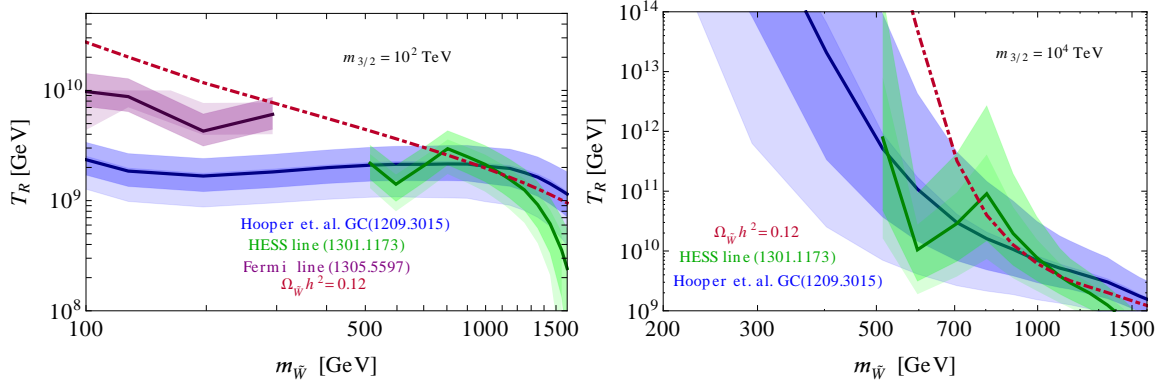 m_{3/2} = 10^2 TeV
T_R [GeV]
10^10
10^9
10^8
Hooper et. al. GC(1209.3015)
HESS line (1301.1173)
Fermi line (1305.5597)
Ω_W̃ h^2 = 0.12
100 500 1000 1500
m_W̃ [GeV]
m_{3/2} = 10^4 TeV
T_R [GeV]
10^14
10^13
10^12
10^11
10^10
10^9
Ω_W̃ h^2 = 0.12
HESS line (1301.1173)
Hooper et. al. GC(1209.3015)
200 300 500 700 1000 1500
m_W̃ [GeV]